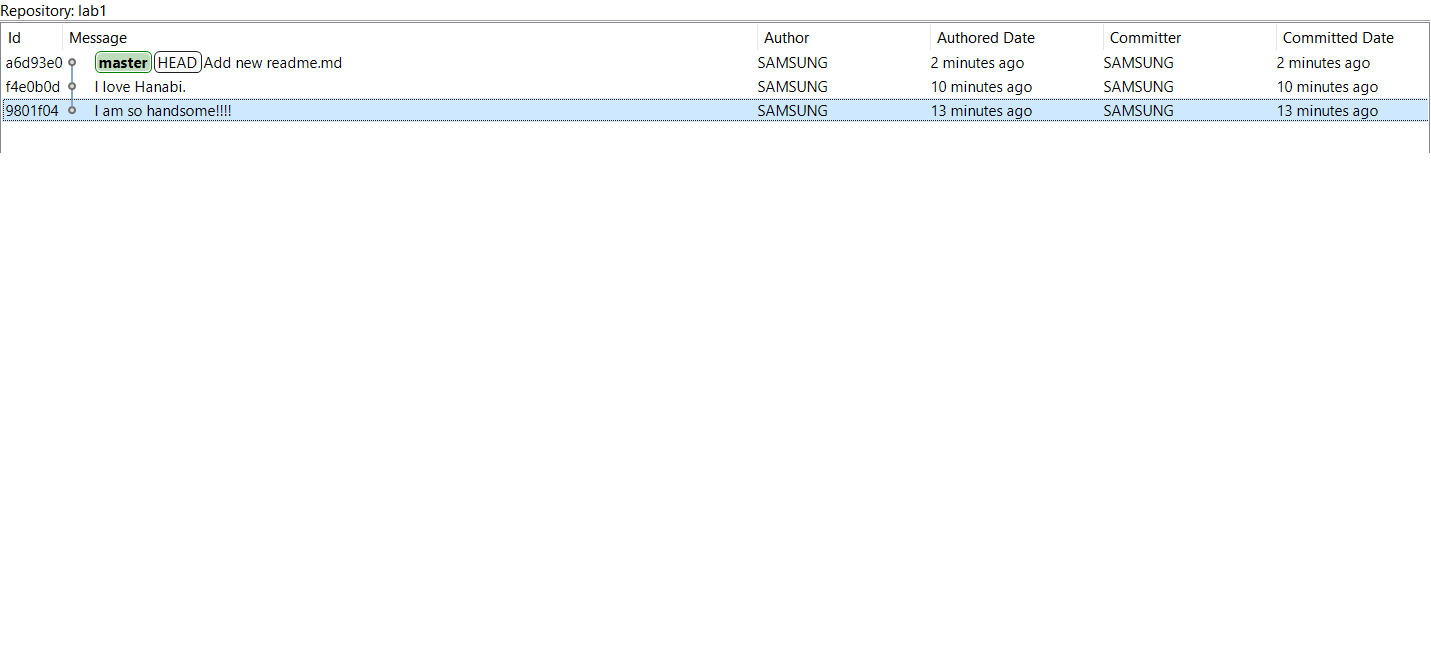 Repository: lab1
Id Message Author Authored Date Committer Committed Date
a6d93e0 master HEAD Add new readme.md SAMSUNG 2 minutes ago SAMSUNG 2 minutes ago
f4e0b0d I love Hanabi. SAMSUNG 10 minutes ago SAMSUNG 10 minutes ago
9801f04 I am so handsome!!!! SAMSUNG 13 minutes ago SAMSUNG 13 minutes ago